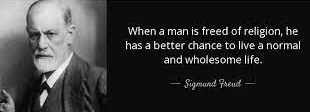 When a man is freed of religion, he
has a better chance to live a normal
and wholesome life.
Sigmund Freud